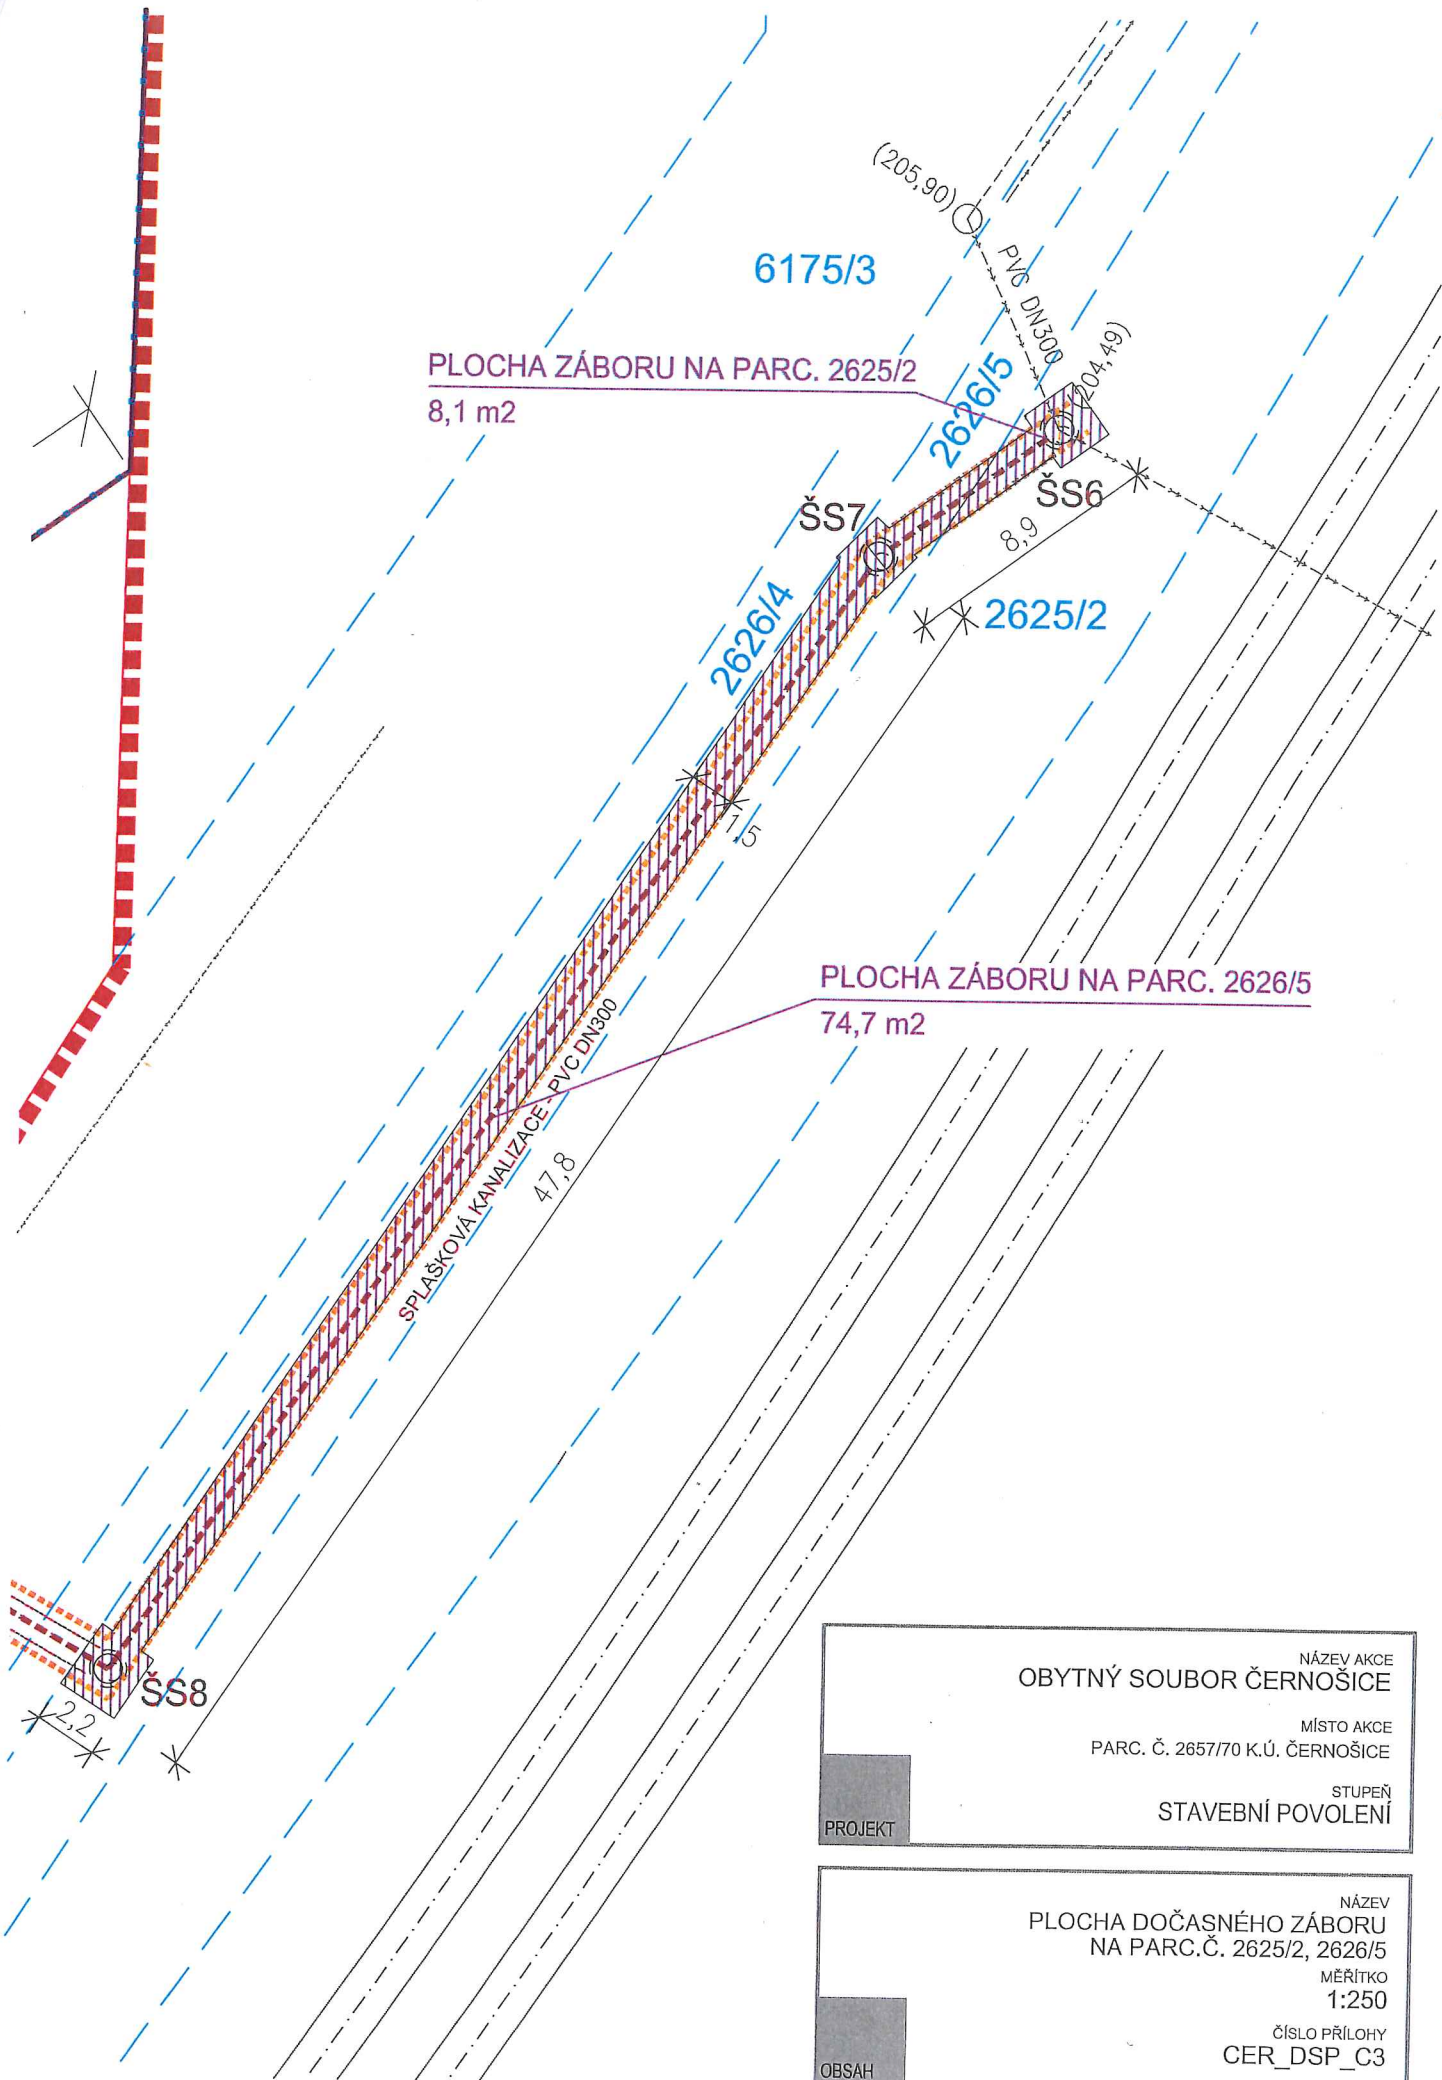 (205,90)
PVC DN300
6175/3
(204,49)
PLOCHA ZÁBORU NA PARC. 2625/2
8,1 m2
2626/5
ŠS6
ŠS7
8,9
2626/4
2625/2
1,5
PLOCHA ZÁBORU NA PARC. 2626/5
74,7 m2
SPLAŠKOVÁ KANALIZACE - PVC DN300
47,8
ŠS8
2,2
NÁZEV AKCE
OBYTNÝ SOUBOR ČERNOŠICE
MÍSTO AKCE
PARC. Č. 2657/70 K.Ú. ČERNOŠICE
STUPEŇ
STAVEBNÍ POVOLENÍ
PROJEKT
NÁZEV
PLOCHA DOČASNÉHO ZÁBORU
NA PARC.Č. 2625/2, 2626/5
MĚŘÍTKO
1:250
ČÍSLO PŘÍLOHY
CER_DSP_C3
OBSAH